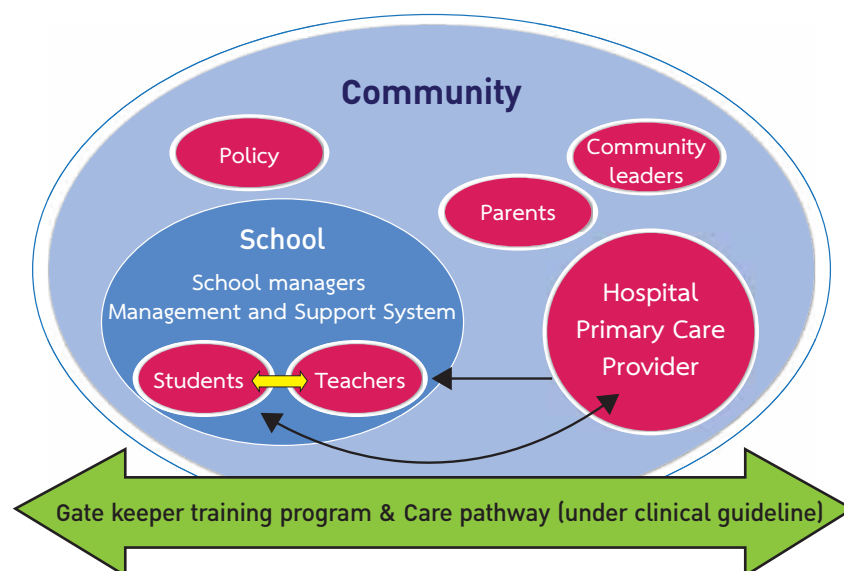 Community
Policy
Community
leaders
Parents
School
School managers
Management and Support System
Students
Teachers
Hospital
Primary Care
Provider
Gate keeper training program & Care pathway (under clinical guideline)